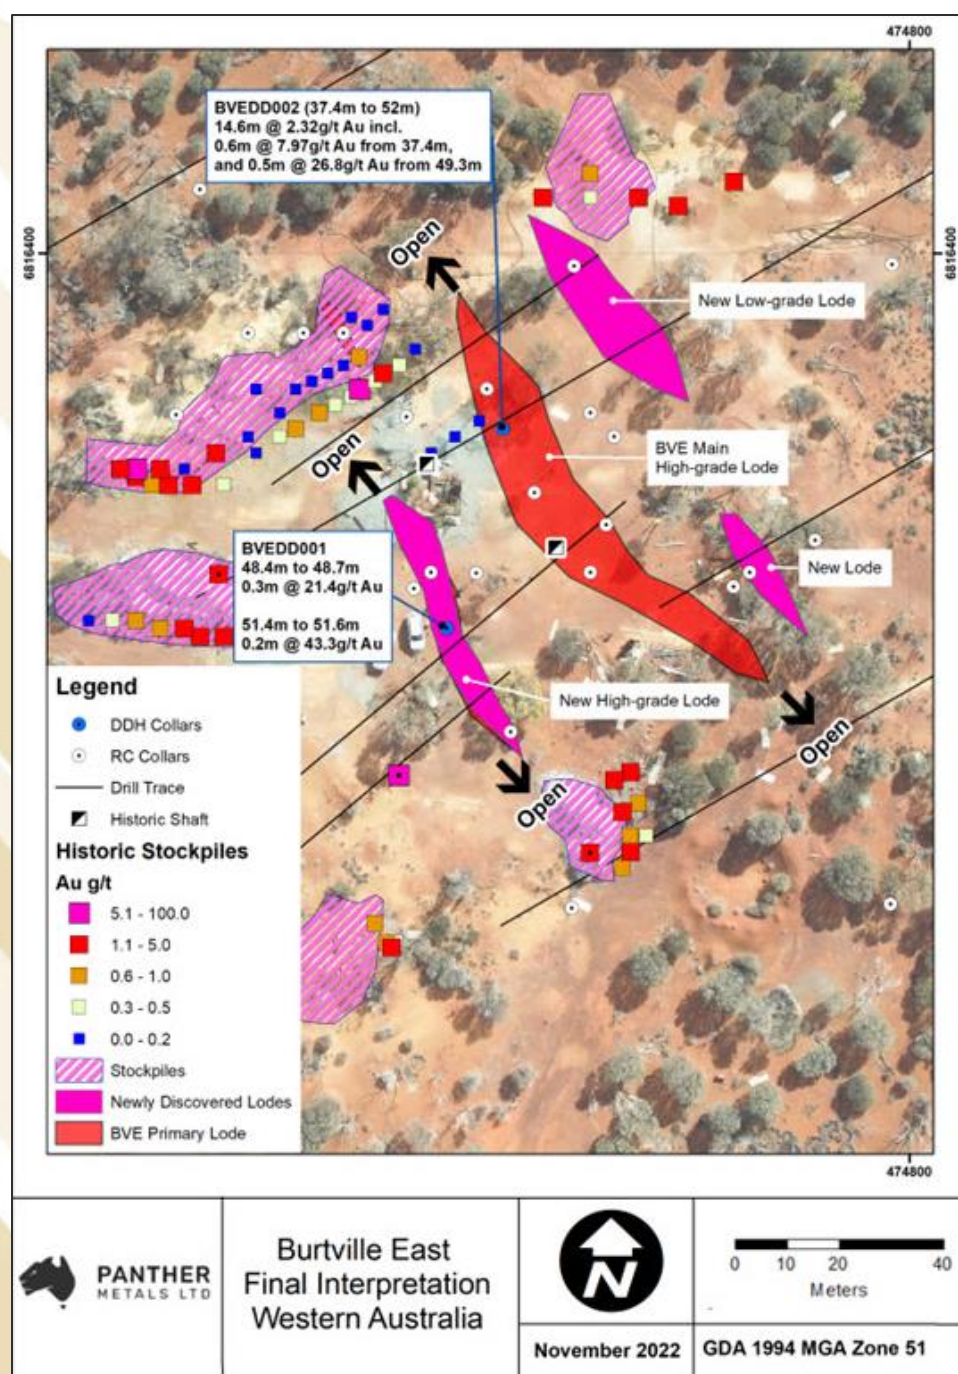 474800
BVEDD002 (37.4m to 52m)
14.6m @ 2.32g/t Au incl.
0.6m @ 7.97g/t Au from 37.4m,
and 0.5m @ 26.8g/t Au from 49.3m
6816400
6816400
Open
New Low-grade Lode
Open
BVE Main
High-grade Lode
BVEDD001
48.4m to 48.7m
0.3m @ 21.4g/t Au
51.4m to 51.6m
0.2m @ 43.3g/t Au
New Lode
New High-grade Lode
Open
Open
Legend
DDH Collars
RC Collars
Drill Trace
Historic Shaft
Historic Stockpiles
Au g/t
5.1 - 100.0
1.1 - 5.0
0.6 - 1.0
0.3 - 0.5
0.0 - 0.2
Stockpiles
Newly Discovered Lodes
BVE Primary Lode
474800
PANTHER
METALS LTD
Burtville East
Final Interpretation
Western Australia
N
November 2022
0 10 20 40
Meters
GDA 1994 MGA Zone 51